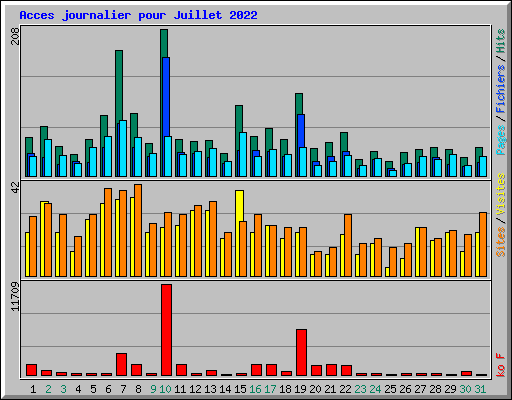 Acces journalier pour Juillet 2022
208
42
11709
Pages / Fichiers / Hits
Sites / Visites
ko F
1 2 3 4 5 6 7 8 9 10 11 12 13 14 15 16 17 18 19 20 21 22 23 24 25 26 27 28 29 30 31